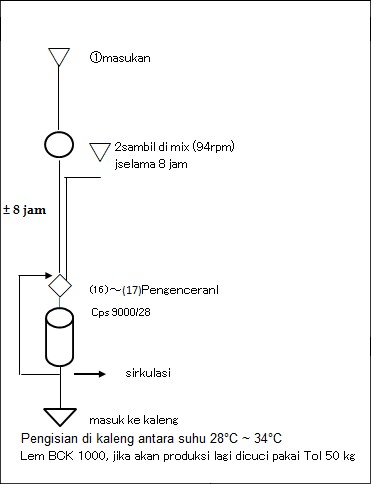 ①masukan
2sambil di mix (94rpm)
jselama 8 jam
± 8 jam
(16)～(17)Pengenceranl
Cps 9000/28
sirkulasi
masuk ke kaleng
Pengisian di kaleng antara suhu 28°C ~ 34°C
Lem BCK 1000, jika akan produksi lagi dicuci pakai Tol 50 kg